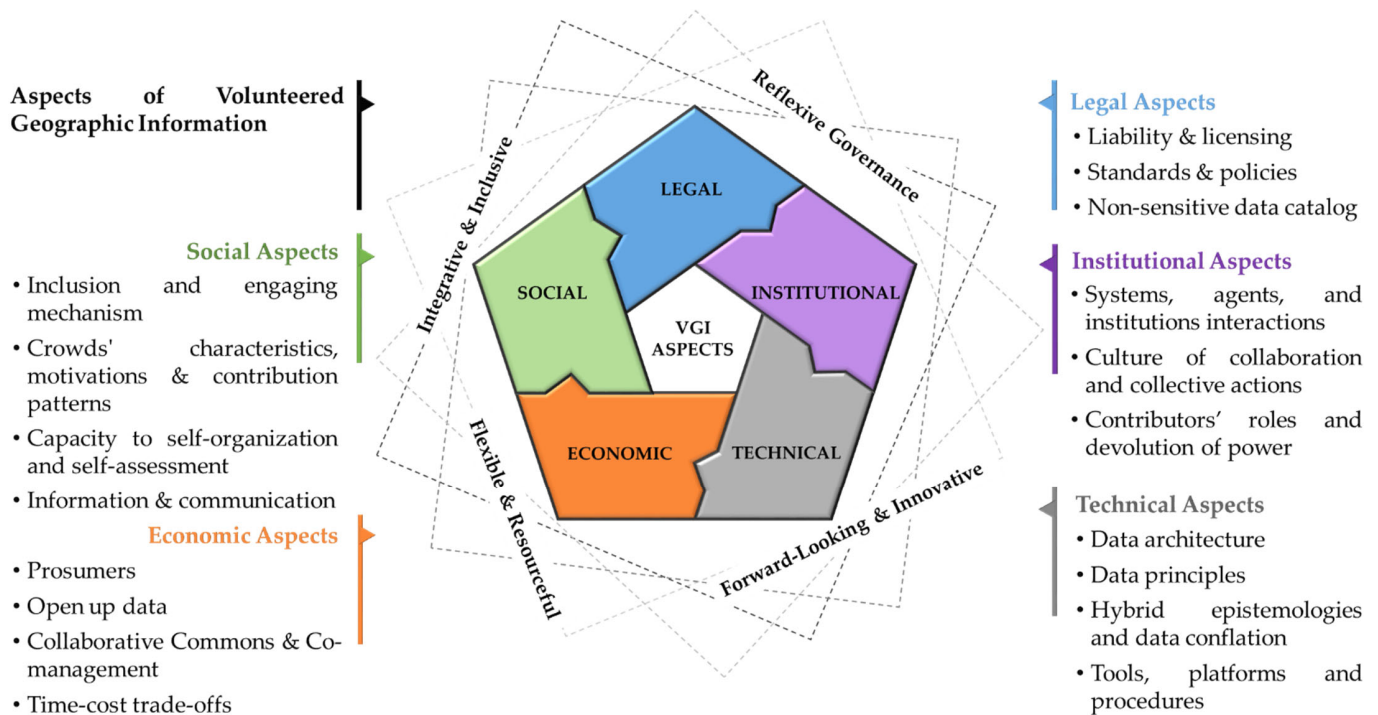 Aspects of Volunteered
Geographic Information
Social Aspects
• Inclusion and engaging
mechanism
• Crowds' characteristics,
motivations & contribution
patterns
• Capacity to self-organization
and self-assessment
• Information & communication
Economic Aspects
• Prosumers
• Open up data
• Collaborative Commons & Co-
management
• Time-cost trade-offs
Integrative & Inclusive
Reflexive Governance
Flexible & Resourceful
Forward-Looking & Innovative
LEGAL
SOCIAL
INSTITUTIONAL
VGI
ASPECTS
ECONOMIC
TECHNICAL
Legal Aspects
• Liability & licensing
• Standards & policies
• Non-sensitive data catalog
Institutional Aspects
• Systems, agents, and
institutions interactions
• Culture of collaboration
and collective actions
• Contributors’ roles and
devolution of power
Technical Aspects
• Data architecture
• Data principles
• Hybrid epistemologies
and data conflation
• Tools, platforms and
procedures